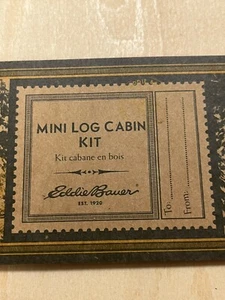 MINI LOG CABIN
KIT
Kit cabane en bois
Eddie Bauer®
EST. 1920
To:
From: